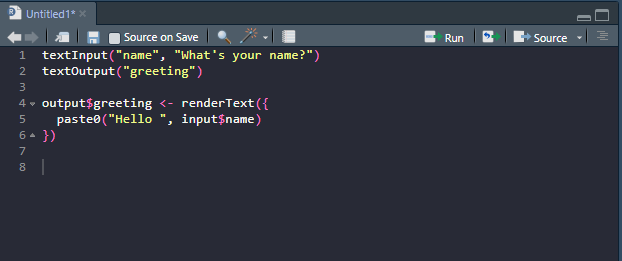 Untitled1*
Source on Save
Run
Source
1 textInput("name", "What's your name?")
2 textOutput("greeting")
3
4 output$greeting <- renderText({
5 paste0("Hello ", input$name)
6 })
7
8